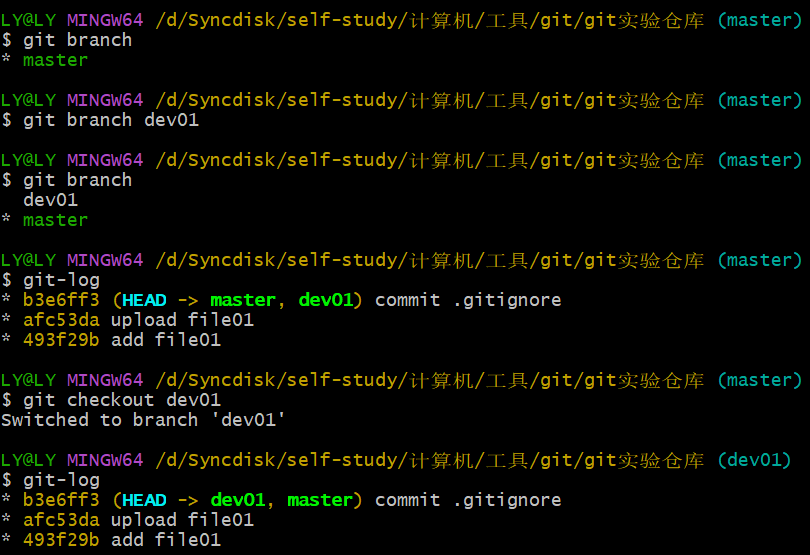 LY@LY MINGW64 /d/Syncdisk/self-study/计算机/工具/git/git实验仓库 (master)
$ git branch
* master
LY@LY MINGW64 /d/Syncdisk/self-study/计算机/工具/git/git实验仓库 (master)
$ git branch dev01
LY@LY MINGW64 /d/Syncdisk/self-study/计算机/工具/git/git实验仓库 (master)
$ git branch
  dev01
* master
LY@LY MINGW64 /d/Syncdisk/self-study/计算机/工具/git/git实验仓库 (master)
$ git-log
* b3e6ff3 (HEAD -> master, dev01) commit .gitignore
* afc53da upload file01
* 493f29b add file01
LY@LY MINGW64 /d/Syncdisk/self-study/计算机/工具/git/git实验仓库 (master)
$ git checkout dev01
Switched to branch 'dev01'
LY@LY MINGW64 /d/Syncdisk/self-study/计算机/工具/git/git实验仓库 (dev01)
$ git-log
* b3e6ff3 (HEAD -> dev01, master) commit .gitignore
* afc53da upload file01
* 493f29b add file01